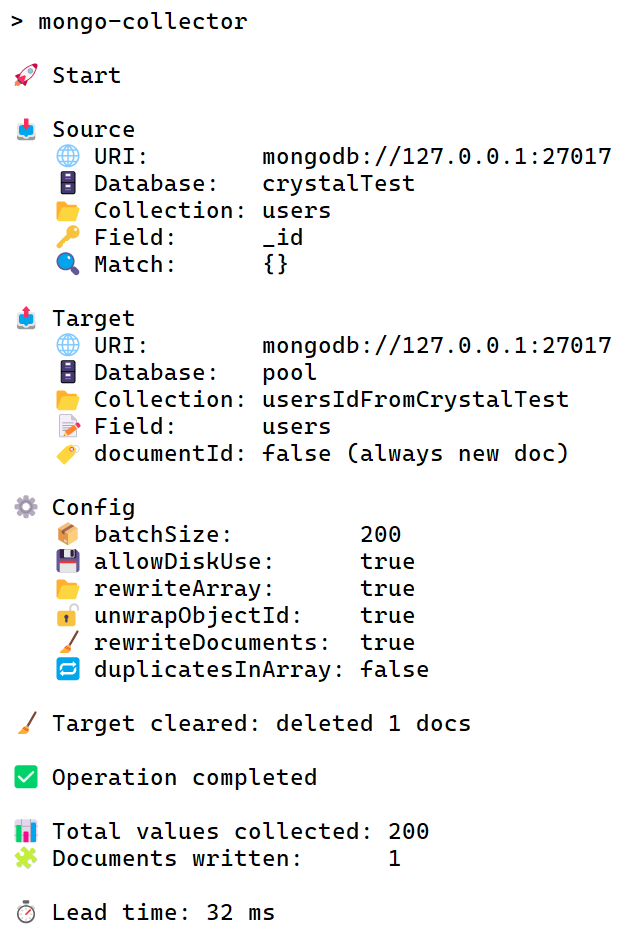 > mongo-collector
🚀 Start
📥 Source
🌐 URI: mongodb://127.0.0.1:27017
🗄️ Database: crystalTest
📂 Collection: users
🔑 Field: _id
🔍 Match: {}
📤 Target
🌐 URI: mongodb://127.0.0.1:27017
🗄️ Database: pool
📂 Collection: usersIdFromCrystalTest
📝 Field: users
🏷️ documentId: false (always new doc)
⚙️ Config
📦 batchSize: 200
💾 allowDiskUse: true
📂 rewriteArray: true
🔓 unwrapObjectId: true
🧹 rewriteDocuments: true
🔁 duplicatesInArray: false
🧹 Target cleared: deleted 1 docs
✅ Operation completed
📊 Total values collected: 200
🧩 Documents written: 1
⏱️ Lead time: 32 ms